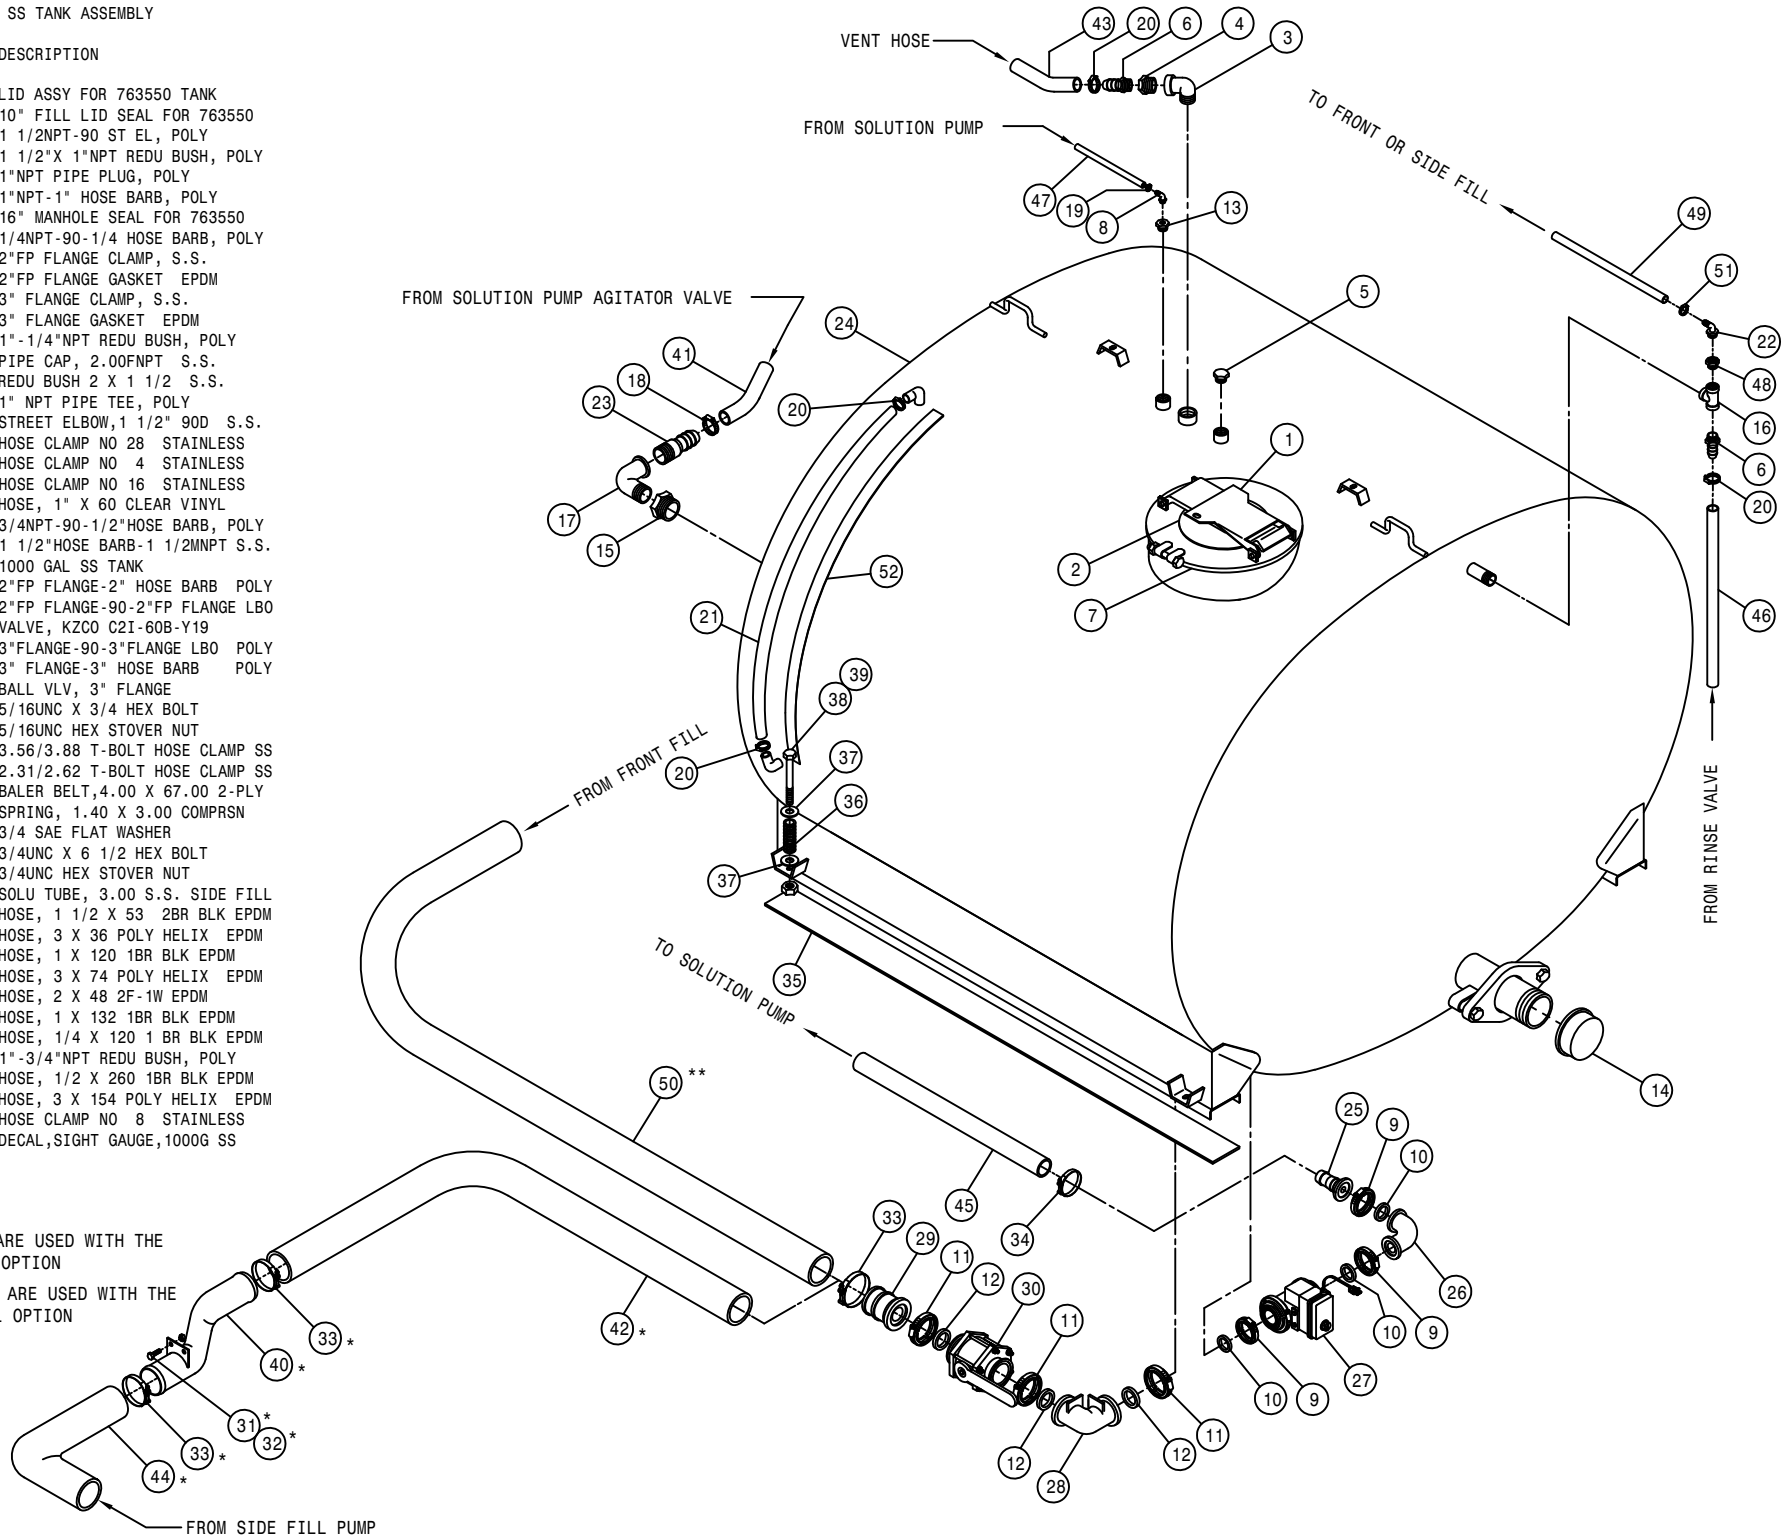 SS TANK ASSEMBLY
DESCRIPTION
LID ASSY FOR 763550 TANK
10" FILL LID SEAL FOR 763550
1 1/2NPT-90 ST EL, POLY
1 1/2"X 1"NPT REDU BUSH, POLY
1"NPT PIPE PLUG, POLY
1"NPT-1" HOSE BARB, POLY
16" MANHOLE SEAL FOR 763550
1/4NPT-90-1/4 HOSE BARB, POLY
2"FP FLANGE CLAMP, S.S.
2"FP FLANGE GASKET  EPDM
3" FLANGE CLAMP, S.S.
3" FLANGE GASKET  EPDM
1"-1/4"NPT REDU BUSH, POLY
PIPE CAP, 2.00FNPT  S.S.
REDU BUSH 2 X 1 1/2  S.S.
1" NPT PIPE TEE, POLY
STREET ELBOW,1 1/2" 90D  S.S.
HOSE CLAMP NO 28  STAINLESS
HOSE CLAMP NO  4  STAINLESS
HOSE CLAMP NO 16  STAINLESS
HOSE, 1" X 60 CLEAR VINYL
3/4NPT-90-1/2"HOSE BARB, POLY
1 1/2"HOSE BARB-1 1/2MNPT S.S.
1000 GAL SS TANK
2"FP FLANGE-2" HOSE BARB  POLY
2"FP FLANGE-90-2"FP FLANGE LBO
VALVE, KZCO C2I-60B-Y19
3"FLANGE-90-3"FLANGE LBO  POLY
3" FLANGE-3" HOSE BARB    POLY
BALL VLV, 3" FLANGE
5/16UNC X 3/4 HEX BOLT
5/16UNC HEX STOVER NUT
3.56/3.88 T-BOLT HOSE CLAMP SS
2.31/2.62 T-BOLT HOSE CLAMP SS
BALER BELT,4.00 X 67.00 2-PLY
SPRING, 1.40 X 3.00 COMPRSN
3/4 SAE FLAT WASHER
3/4UNC X 6 1/2 HEX BOLT
3/4UNC HEX STOVER NUT
SOLU TUBE, 3.00 S.S. SIDE FILL
HOSE, 1 1/2 X 53  2BR BLK EPDM
HOSE, 3 X 36 POLY HELIX  EPDM
HOSE, 1 X 120 1BR BLK EPDM
HOSE, 3 X 74 POLY HELIX  EPDM
HOSE, 2 X 48 2F-1W EPDM
HOSE, 1 X 132 1BR BLK EPDM
HOSE, 1/4 X 120 1 BR BLK EPDM
1"-3/4"NPT REDU BUSH, POLY
HOSE, 1/2 X 260 1BR BLK EPDM
HOSE, 3 X 154 POLY HELIX  EPDM
HOSE CLAMP NO  8  STAINLESS
DECAL,SIGHT GAUGE,1000G SS
ARE USED WITH THE
OPTION
ARE USED WITH THE
OPTION
43 20 6 4 3
VENT HOSE
FROM SOLUTION PUMP
47 19 8 13
TO FRONT OR SIDE FILL
49
51
22
48
16
6
20
46
FROM RINSE VALVE
FROM SOLUTION PUMP AGITATOR VALVE
24
5
41
18
23
20
17
15
1
2
7
52
21
39
38
20
37
36
37
35
FROM FRONT FILL
TO SOLUTION PUMP
14
50 **
45
34
25
9
10
26
9
10
27
9
10
33
29
11
12
30
11
12
28
12
11
42 *
33 *
40 *
31 *
32 *
33 *
44 *
FROM SIDE FILL PUMP